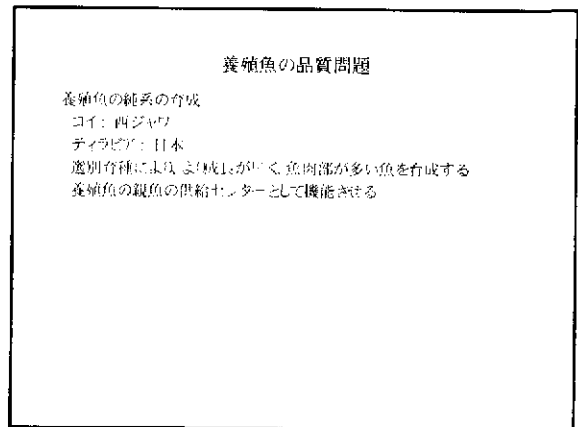 養殖魚の品質問題
養殖魚の純系の育成
コイ: 西ジャワ
ティラピア: 日本
選別育種により、より成長が早く、魚肉部が多い魚を育成する
養殖魚の親魚の供給センターとして機能させる